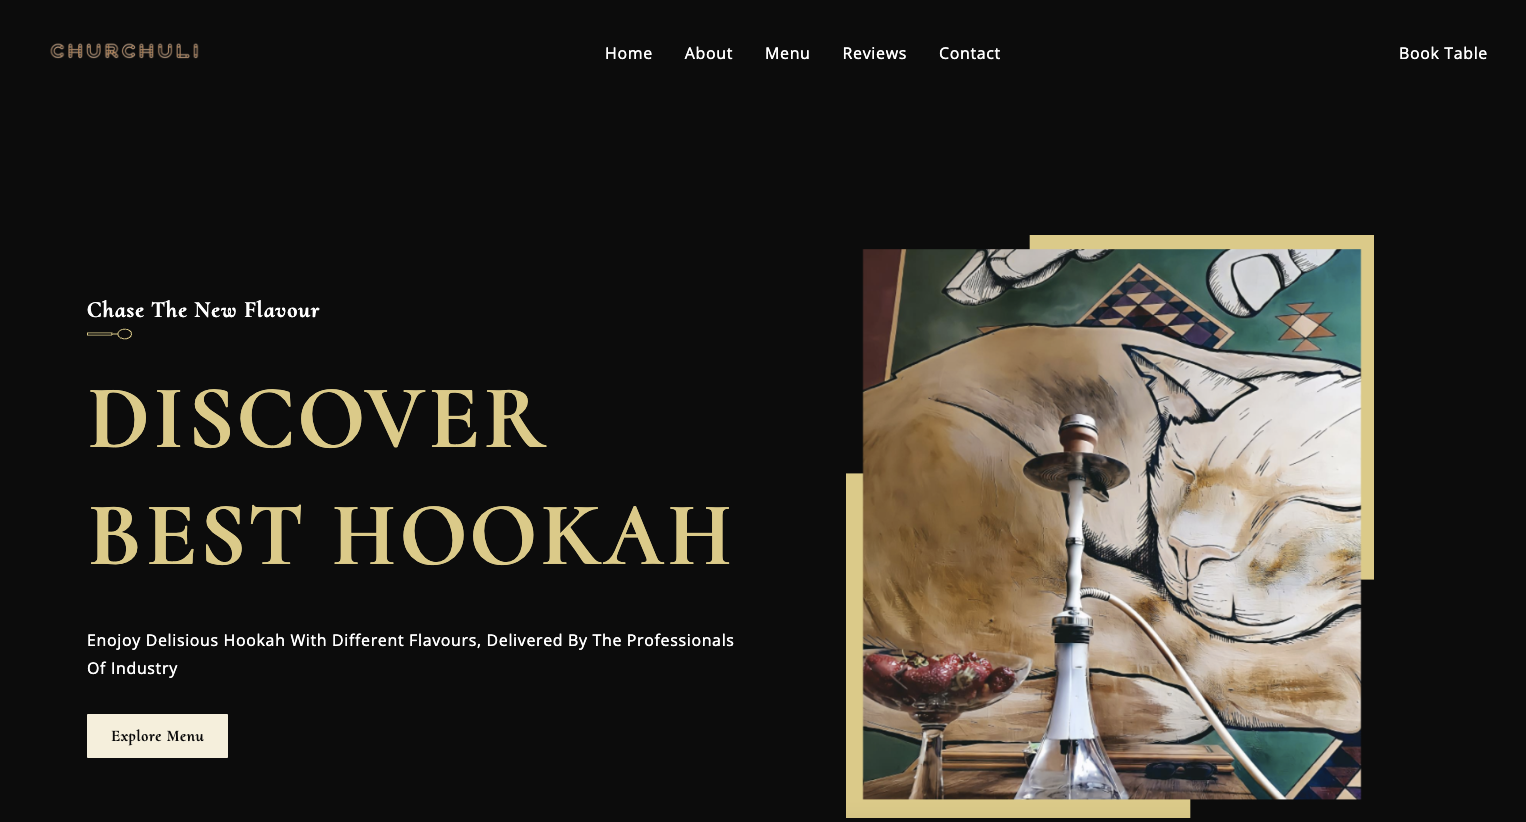 CHURCHULI
Home About Menu Reviews Contact
Book Table
Chase The New Flavour
DISCOVER
BEST HOOKAH
Enojoy Delisious Hookah With Different Flavours, Delivered By The Professionals
Of Industry
Explore Menu